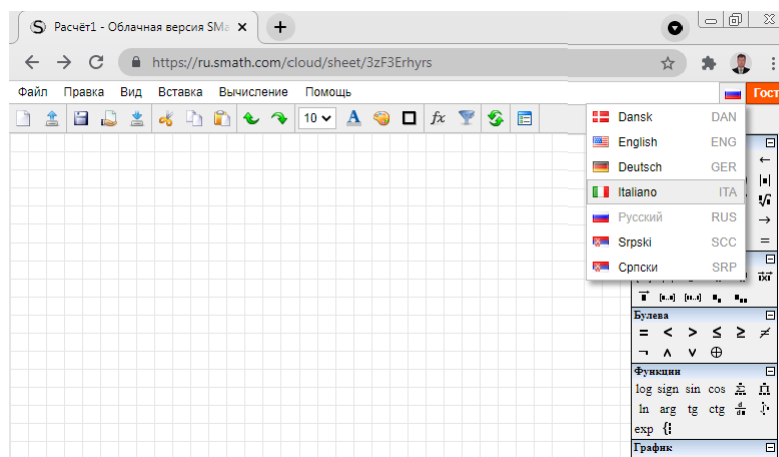 Расчёт1 - Облачная версия SMa
https://ru.smath.com/cloud/sheet/3zF3Erhyrs
Файл Правка Вид Вставка Вычисление Помощь Гост
10 A fx
Dansk DAN
English ENG
Deutsch GER
Italiano ITA
Русский RUS
Srpski SCC
Српски SRP
Булева
= < > ≤ ≥ ≠
¬ ∧ ∨ ⊕
Функции
log sign sin cos
ln arg tg ctg
exp
График